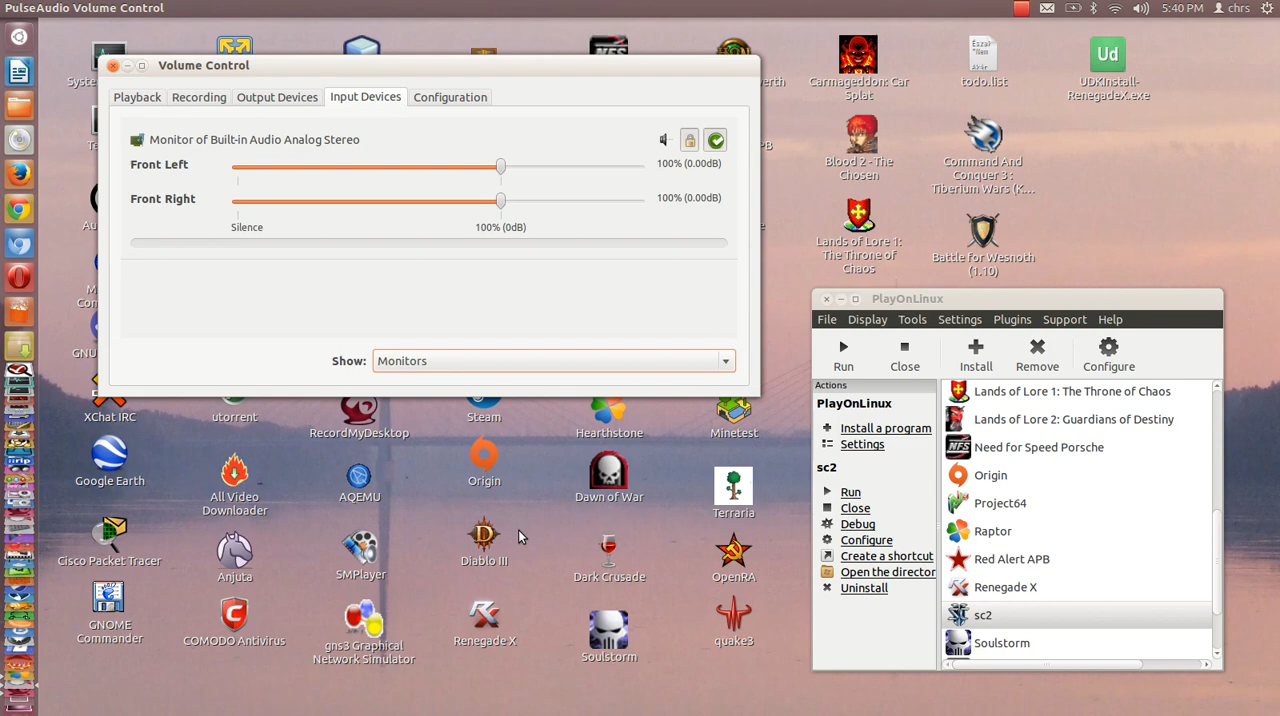 PulseAudio Volume Control
5:40 PM
chrs
Volume Control
Playback
Recording
Output Devices
Input Devices
Configuration
Monitor of Built-in Audio Analog Stereo
Front Left
100% (0.00dB)
Front Right
100% (0.00dB)
Silence
100% (0dB)
Show:
Monitors
Carmageddon: Car
Splat
todo.list
Ud
UDKInstall-
RenegadeX.exe
Blood 2 - The
Chosen
Command And
Conquer 3 :
Tiberium Wars (K...
Lands of Lore 1:
The Throne of
Chaos
Battle for Wesnoth
(1.10)
PlayOnLinux
File
Display
Tools
Settings
Plugins
Support
Help
Run
Close
Install
Remove
Configure
Actions
PlayOnLinux
Install a program
Settings
sc2
Run
Close
Debug
Configure
Create a shortcut
Open the director
Uninstall
Lands of Lore 1: The Throne of Chaos
Lands of Lore 2: Guardians of Destiny
NFS
Need for Speed Porsche
Origin
Project64
Raptor
Red Alert APB
Renegade X
sc2
Soulstorm
XChat IRC
utorrent
RecordMyDesktop
Steam
Hearthstone
Minetest
Google Earth
All Video
Downloader
AQEMU
Origin
Dawn of War
Terraria
Cisco Packet Tracer
Anjuta
SMPlayer
Diablo III
Dark Crusade
OpenRA
GNOME
Commander
COMODO Antivirus
gns3 Graphical
Network Simulator
Renegade X
Soulstorm
quake3